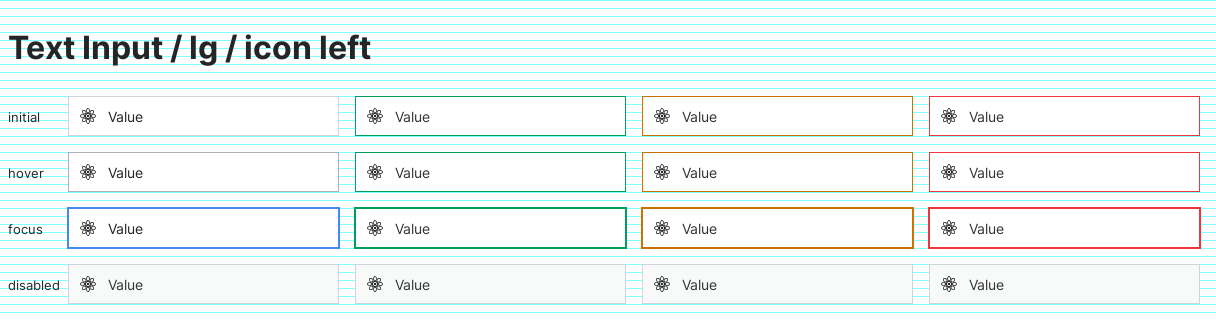 Text Input / lg / icon left
initial Value Value Value Value
hover Value Value Value Value
focus Value Value Value Value
disabled Value Value Value Value